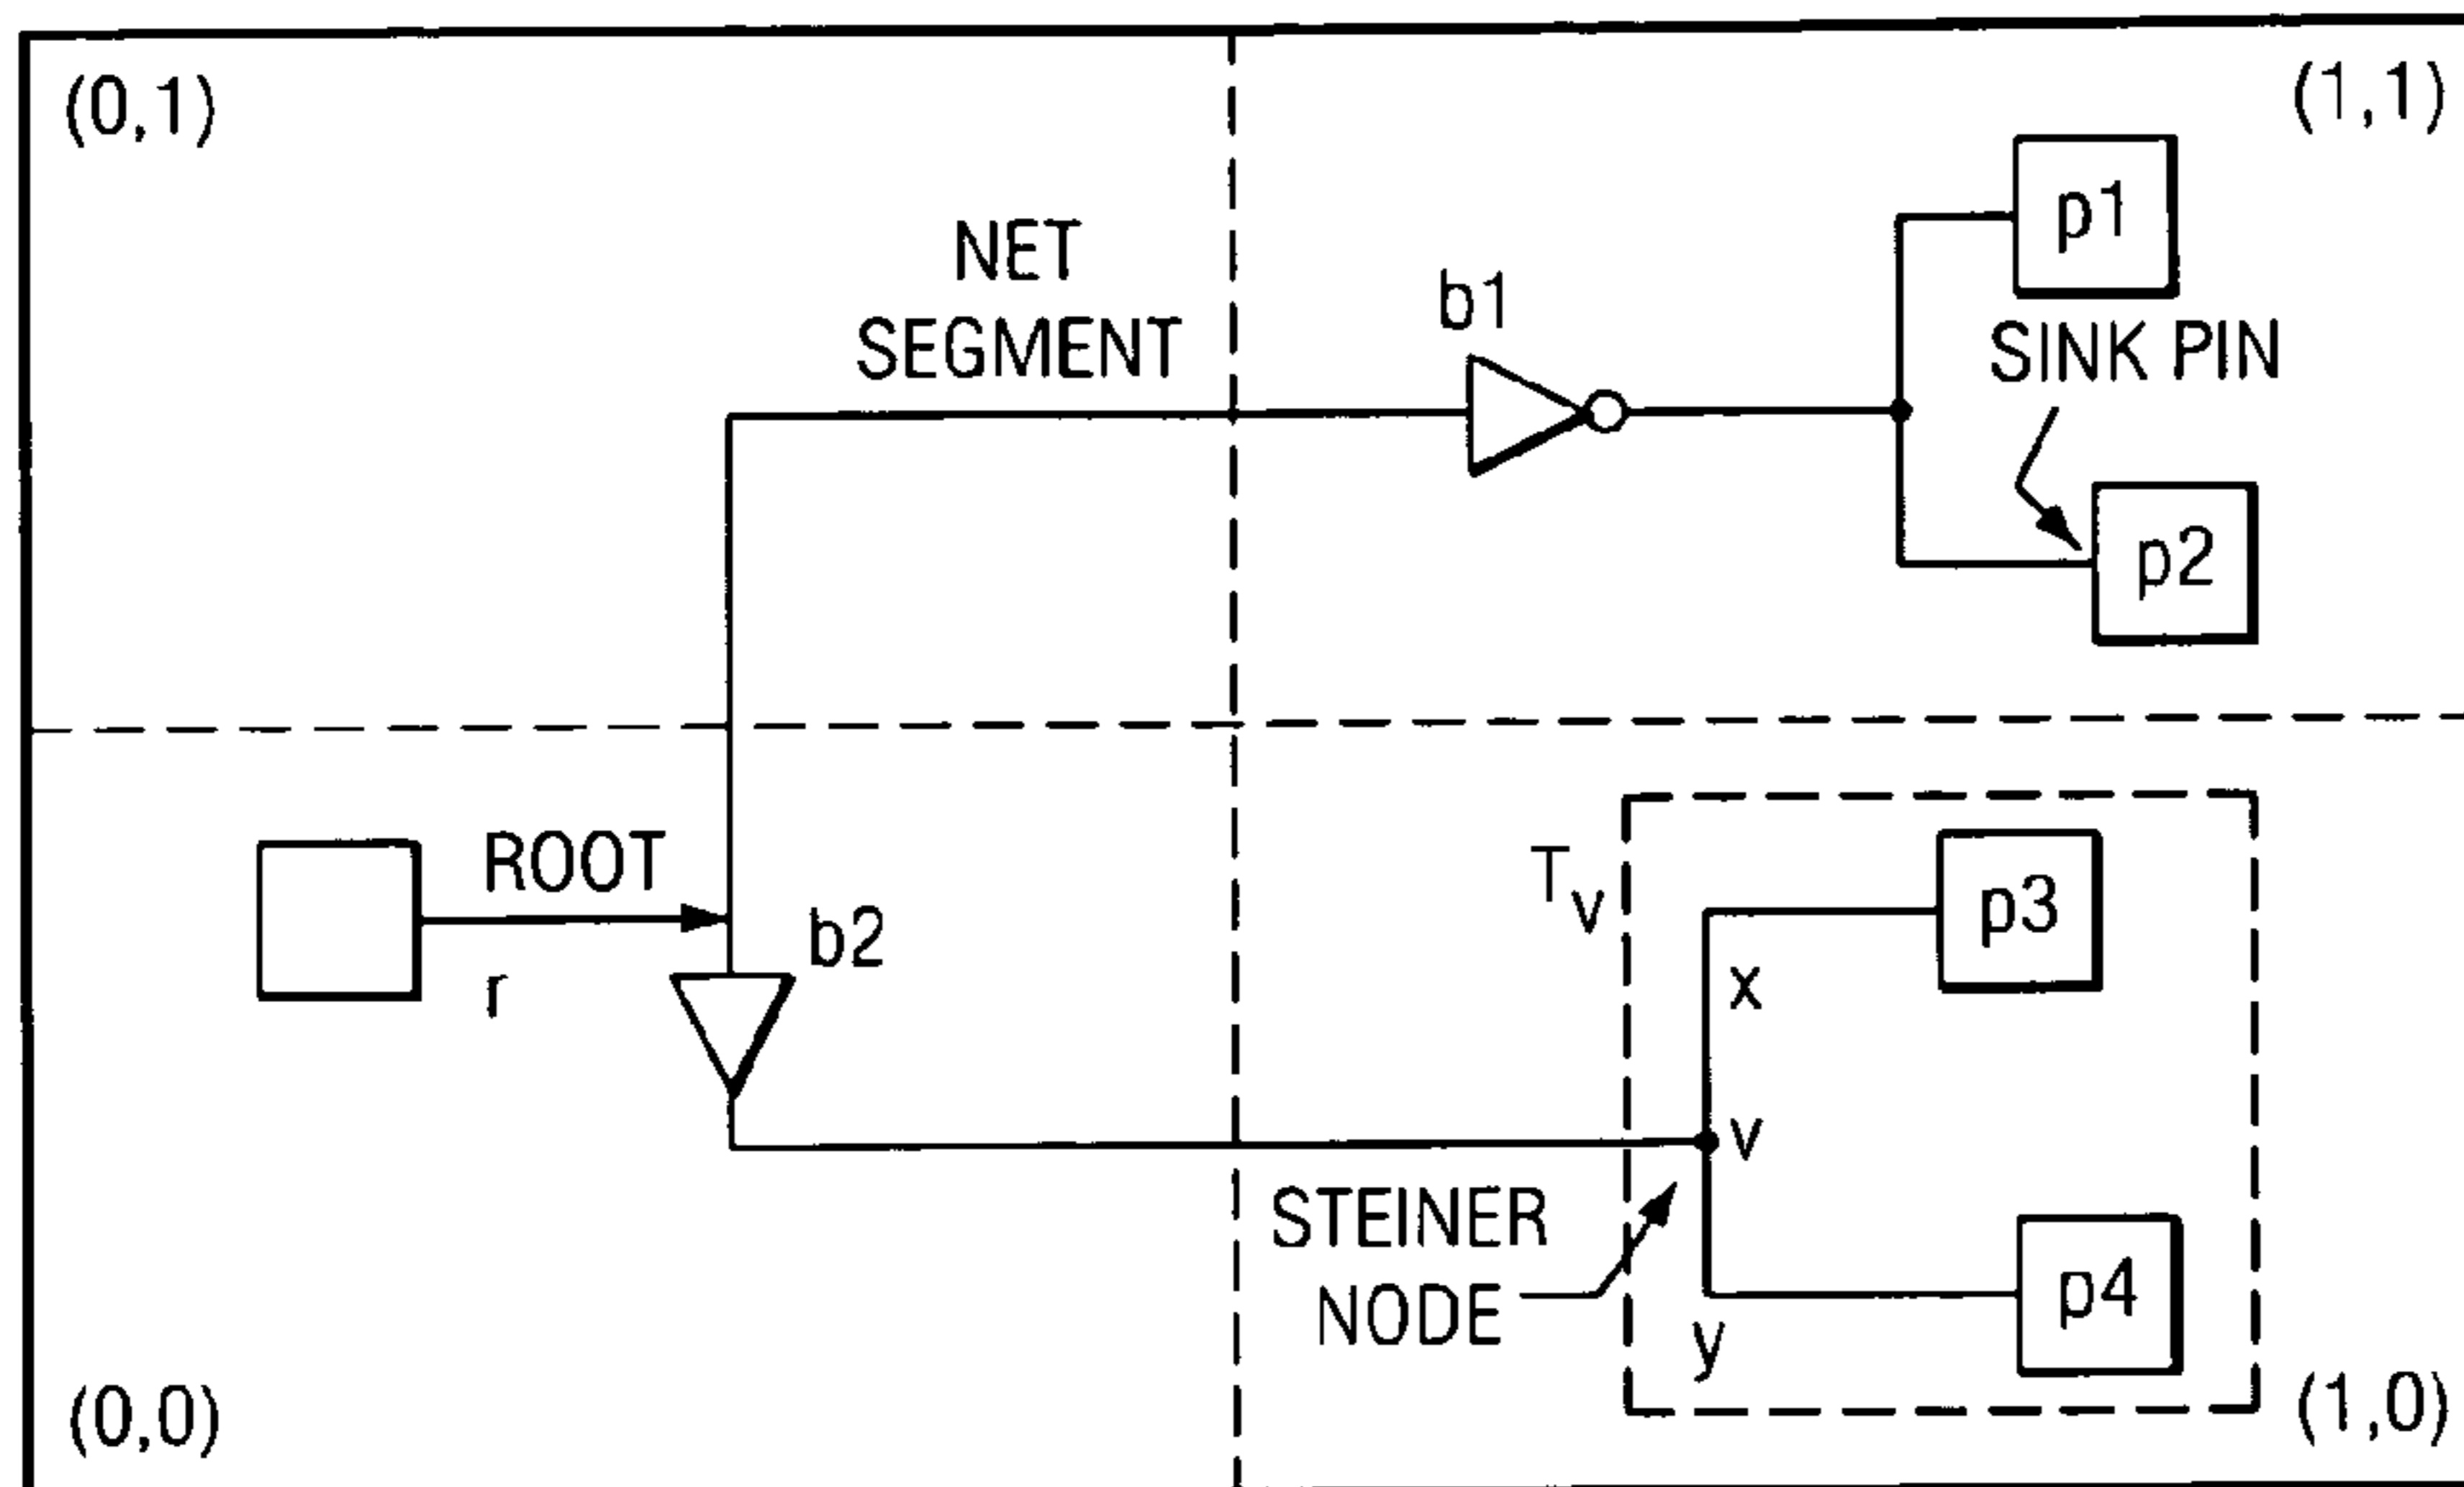 (0,1)
(1,1)
p1
NET
SEGMENT
b1
SINK PIN
p2
ROOT
r
b2
Tv
p3
x
v
STEINER
NODE
y
p4
(0,0)
(1,0)